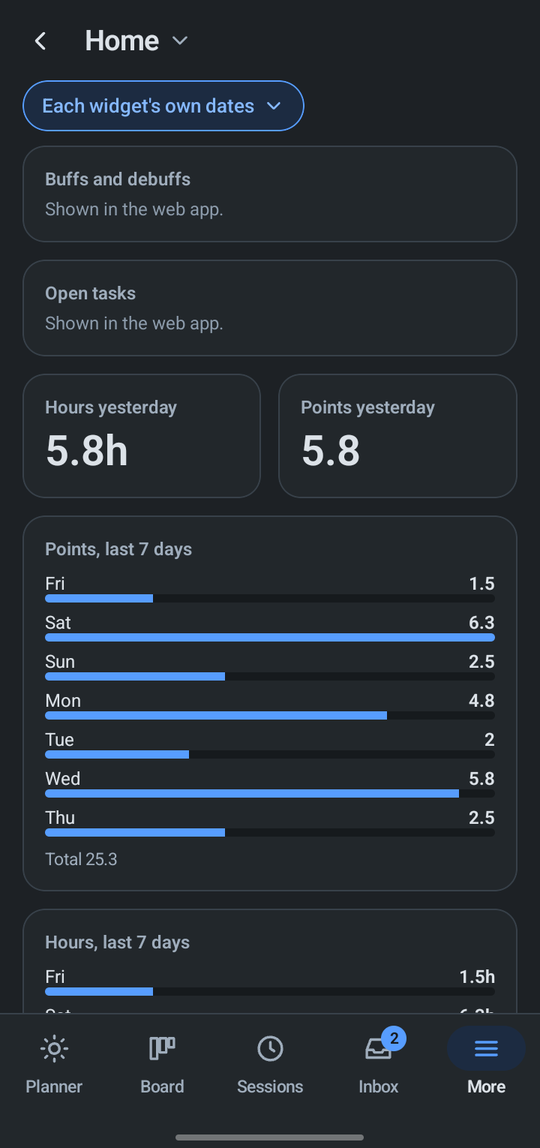 Home
Each widget's own dates
Buffs and debuffs
Shown in the web app.
Open tasks
Shown in the web app.
Hours yesterday
5.8h
Points yesterday
5.8
Points, last 7 days
Fri 1.5
Sat 6.3
Sun 2.5
Mon 4.8
Tue 2
Wed 5.8
Thu 2.5
Total 25.3
Hours, last 7 days
Fri 1.5h
2
Planner Board Sessions Inbox More